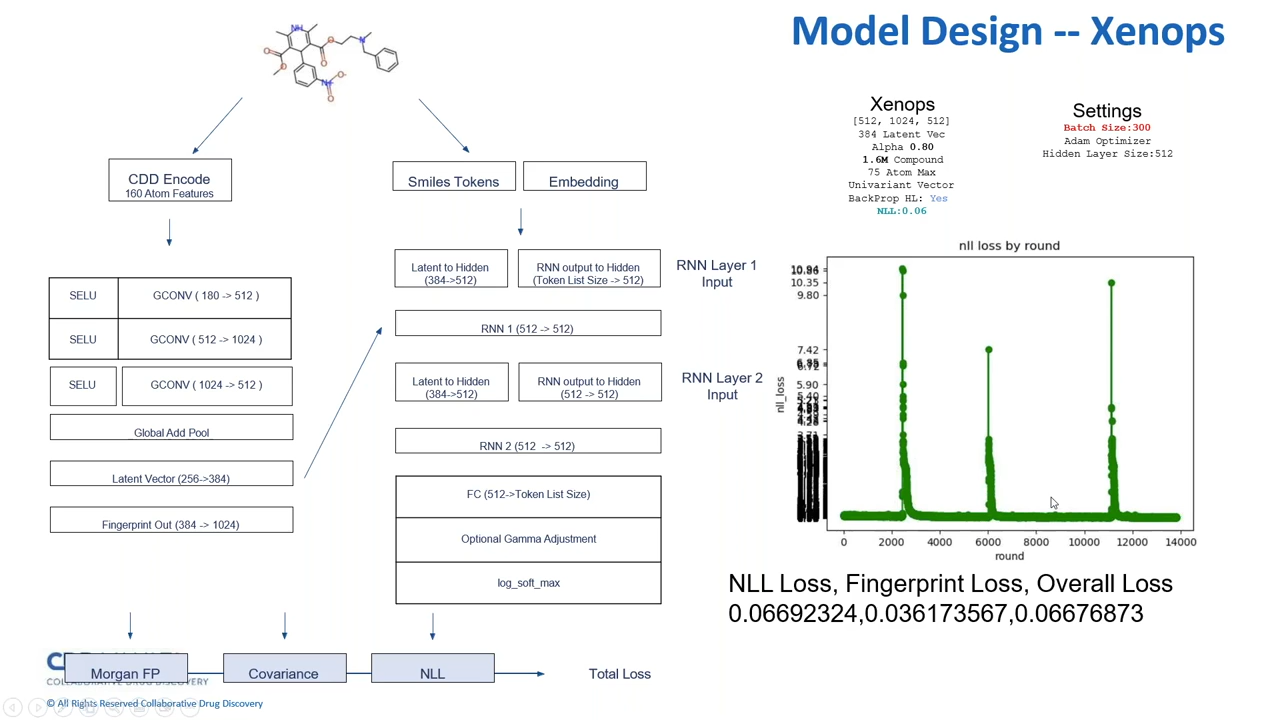 Model Design -- Xenops
Xenops
[512, 1024, 512]
384 Latent Vec
Alpha 0.80
1.6M Compound
75 Atom Max
Univariant Vector
BackProp HL: Yes
NLL:0.06
Settings
Batch Size:300
Adam Optimizer
Hidden Layer Size:512
CDD Encode
160 Atom Features
SELU
GCONV ( 180 -> 512 )
SELU
GCONV ( 512 -> 1024 )
SELU
GCONV ( 1024 -> 512 )
Global Add Pool
Latent Vector (256->384)
Fingerprint Out (384 -> 1024)
Smiles Tokens
Embedding
Latent to Hidden
(384->512)
RNN output to Hidden
(Token List Size -> 512)
RNN Layer 1
Input
RNN 1 (512 -> 512)
Latent to Hidden
(384->512)
RNN output to Hidden
(512 -> 512)
RNN Layer 2
Input
RNN 2 (512 -> 512)
FC (512->Token List Size)
Optional Gamma Adjustment
log_soft_max
nll loss by round
10.35
9.80
7.42
5.90
nll_loss
0
2000
4000
6000
8000
10000
12000
14000
round
NLL Loss, Fingerprint Loss, Overall Loss
0.06692324,0.036173567,0.06676873
Morgan FP
Covariance
NLL
Total Loss
COLLABORATIVE DRUG DISCOVERY
© All Rights Reserved Collaborative Drug Discovery